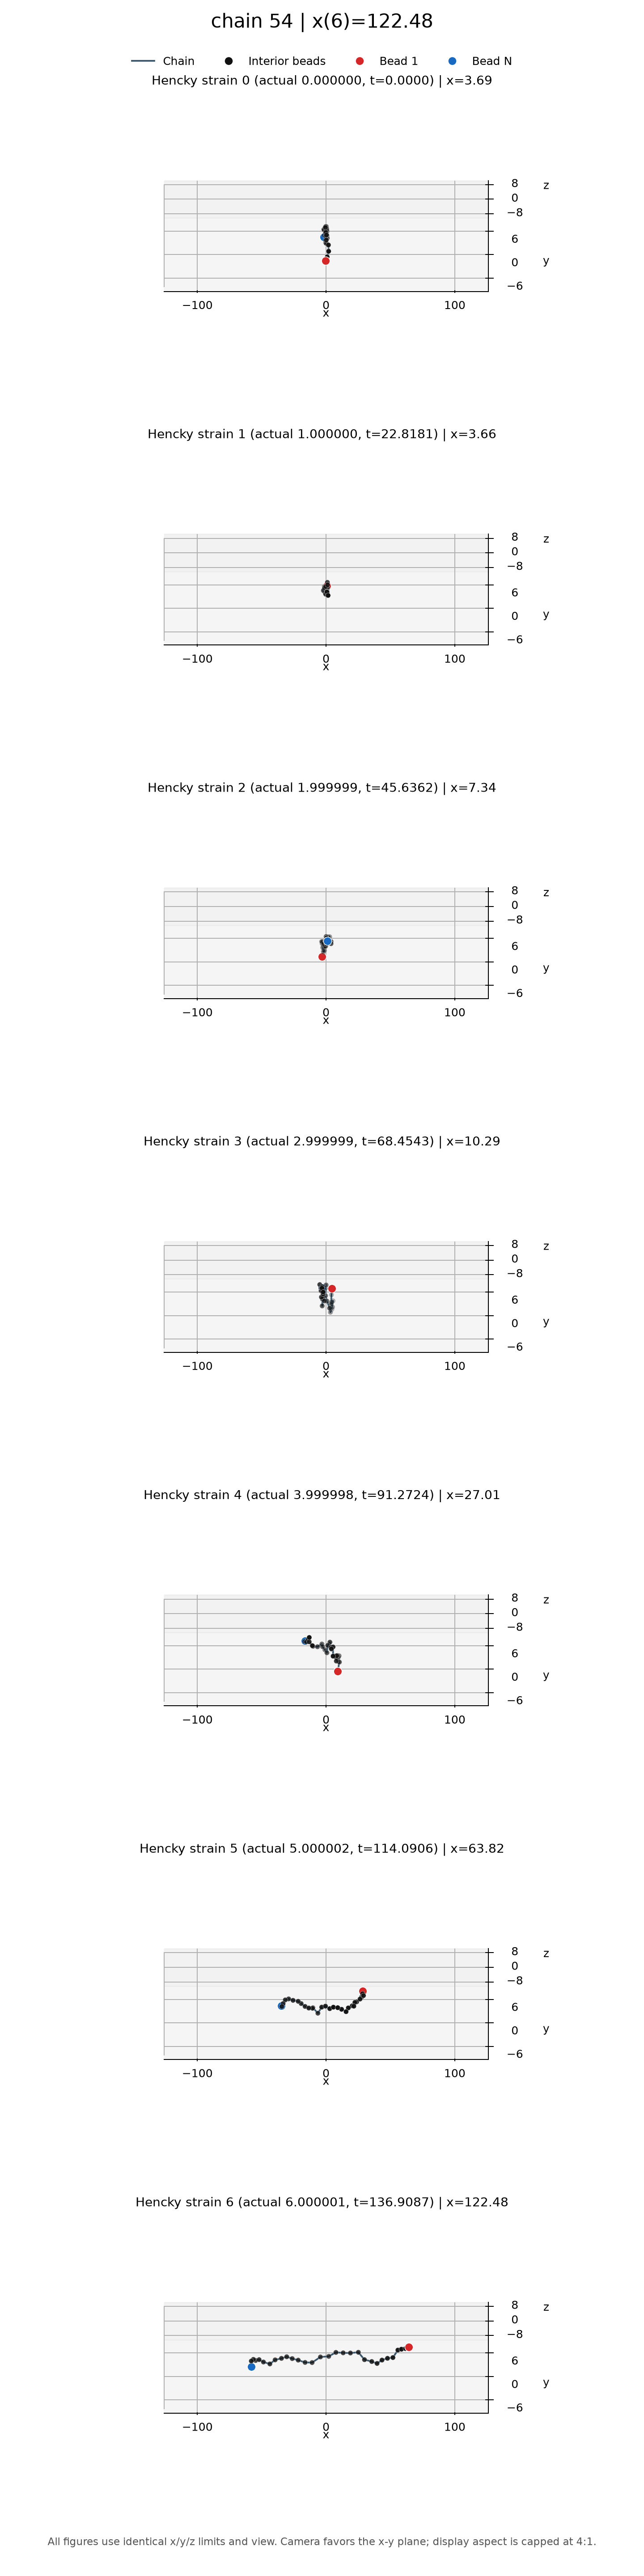 chain 54 | x(6)=122.48
Chain Interior beads Bead 1 Bead N
Hencky strain 0 (actual 0.000000, t=0.0000) | x=3.69
8 z
0
−8
6
0 y
−6
−100 0 100
x
Hencky strain 1 (actual 1.000000, t=22.8181) | x=3.66
8 z
0
−8
6
0 y
−6
−100 0 100
x
Hencky strain 2 (actual 1.999999, t=45.6362) | x=7.34
8 z
0
−8
6
0 y
−6
−100 0 100
x
Hencky strain 3 (actual 2.999999, t=68.4543) | x=10.29
8 z
0
−8
6
0 y
−6
−100 0 100
x
Hencky strain 4 (actual 3.999998, t=91.2724) | x=27.01
8 z
0
−8
6
0 y
−6
−100 0 100
x
Hencky strain 5 (actual 5.000002, t=114.0906) | x=63.82
8 z
0
−8
6
0 y
−6
−100 0 100
x
Hencky strain 6 (actual 6.000001, t=136.9087) | x=122.48
8 z
0
−8
6
0 y
−6
−100 0 100
x
All figures use identical x/y/z limits and view. Camera favors the x-y plane; display aspect is capped at 4:1.